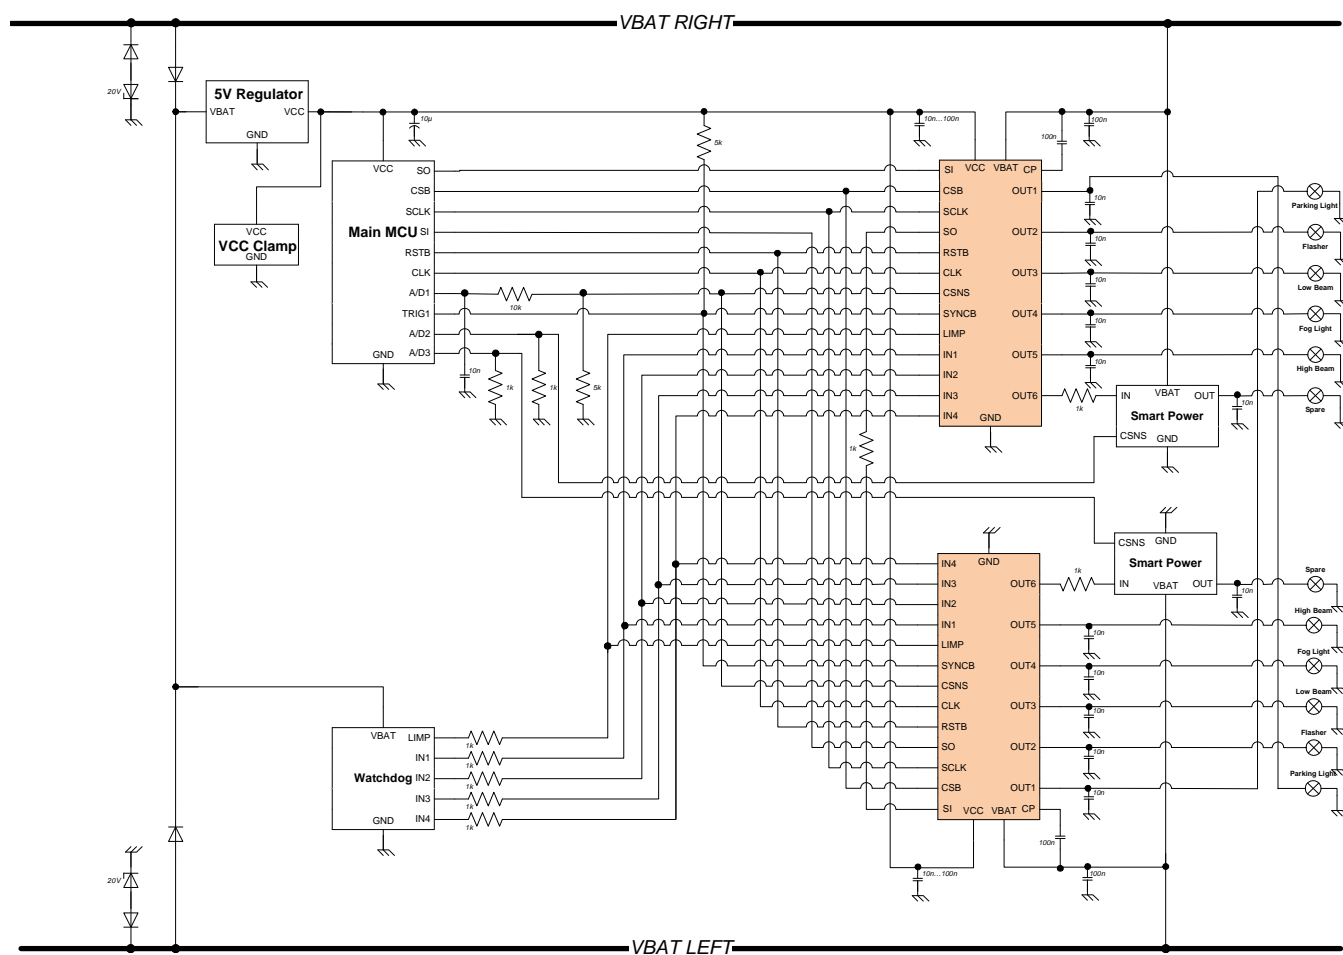 VBAT RIGHT
20V
5V Regulator
VBAT
VCC
GND
10µ
5k
10n...100n
100n
100n
VCC
GND
VCC Clamp
VCC
SO
CSB
SCLK
Main MCU
SI
RSTB
CLK
A/D1
TRIG1
A/D2
A/D3
GND
10k
10n
1k
1k
5k
SI
VCC
VBAT
CP
CSB
OUT1
SCLK
SO
OUT2
RSTB
CLK
OUT3
CSNS
SYNCB
OUT4
LIMP
IN1
OUT5
IN2
IN3
OUT6
IN4
GND
10n
10n
10n
10n
10n
1k
Parking Light
Flasher
Low Beam
Fog Light
High Beam
Spare
IN
VBAT
OUT
Smart Power
CSNS
GND
10n
1k
CSNS
GND
Smart Power
IN
VBAT
OUT
10n
1k
IN4
GND
IN3
OUT6
IN2
IN1
OUT5
LIMP
SYNCB
OUT4
CSNS
CLK
OUT3
RSTB
SO
OUT2
SCLK
CSB
OUT1
SI
VCC
VBAT
CP
10n
10n
10n
10n
10n
Spare
High Beam
Fog Light
Low Beam
Flasher
Parking Light
VBAT
LIMP
IN1
Watchdog
IN2
IN3
GND
IN4
1k
1k
1k
1k
1k
100n
10n...100n
100n
20V
VBAT LEFT